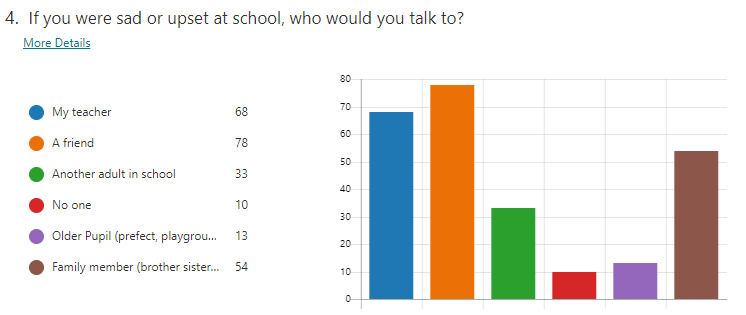 4. If you were sad or upset at school, who would you talk to?
More Details
My teacher 68
A friend 78
Another adult in school 33
No one 10
Older Pupil (prefect, playgrou... 13
Family member (brother sister... 54
80
70
60
50
40
30
20
10
0